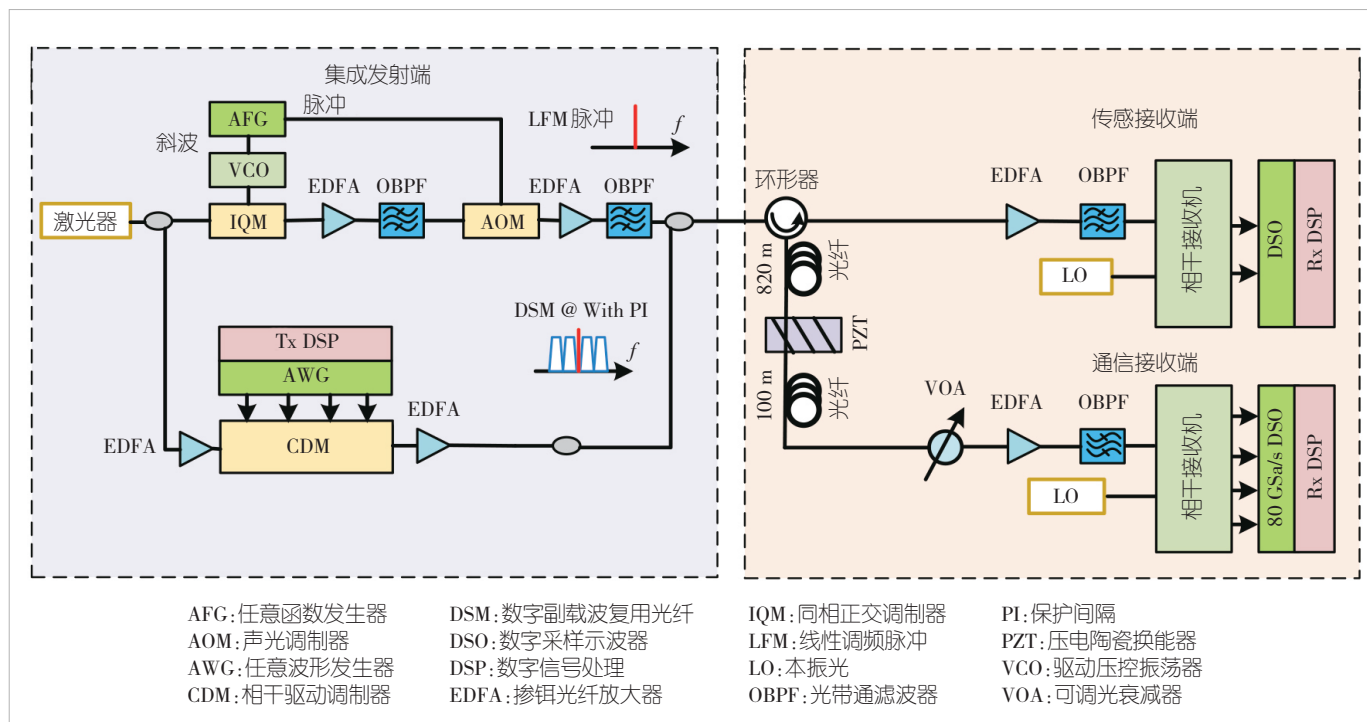 集成发射端
AFG
脉冲
斜波
VCO
LFM 脉冲
f
激光器
IQM
EDFA
OBPF
AOM
EDFA
OBPF
DSM @ With PI
f
Tx DSP
AWG
EDFA
CDM
EDFA
传感接收端
环形器
EDFA
OBPF
相干接收机
DSO
Rx DSP
LO
820 m
光纤
PZT
100 m
光纤
通信接收端
VOA
EDFA
OBPF
LO
相干接收机
80 GSa/s DSO
Rx DSP
AFG:任意函数发生器
AOM:声光调制器
AWG:任意波形发生器
CDM:相干驱动调制器
DSM:数字副载波复用光纤
DSO:数字采样示波器
DSP:数字信号处理
EDFA:掺铒光纤放大器
IQM:同相正交调制器
LFM:线性调频脉冲
LO:本振光
OBPF:光带通滤波器
PI:保护间隔
PZT:压电陶瓷换能器
VCO:驱动压控振荡器
VOA:可调光衰减器